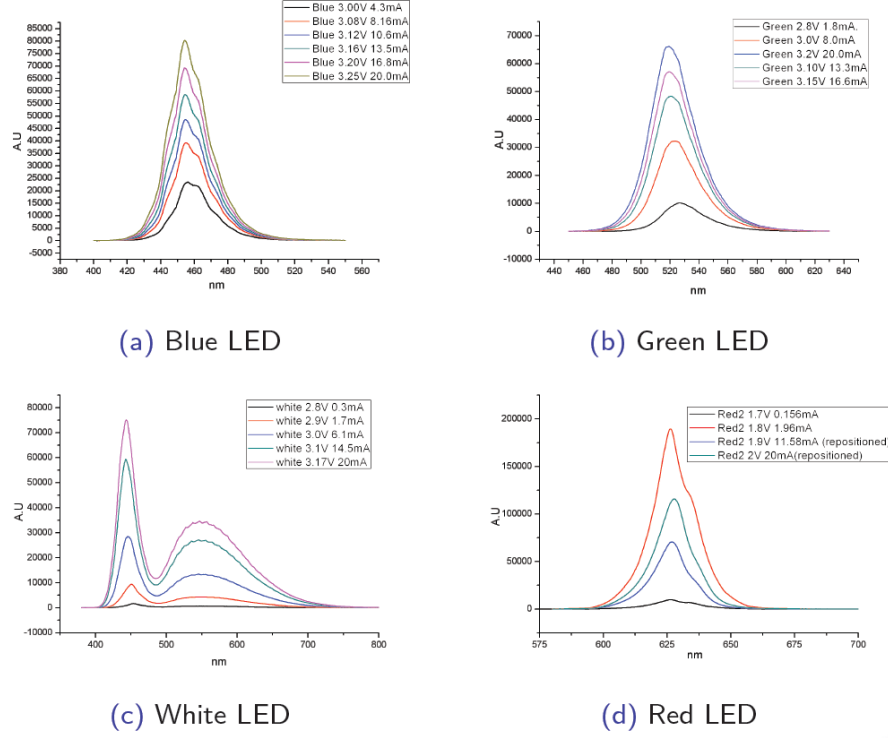 Blue 3.00V 4.3mA
Blue 3.08V 8.16mA
Blue 3.12V 10.6mA
Blue 3.16V 13.5mA
Blue 3.20V 16.8mA
Blue 3.25V 20.0mA
85000
80000
75000
70000
65000
60000
55000
50000
45000
40000
35000
30000
25000
20000
15000
10000
5000
0
-5000
A.U
380 400 420 440 460 480 500 520 540 560
nm
(a) Blue LED
Green 2.8V 1.8mA.
Green 3.0V 8.0mA
Green 3.2V 20.0mA
Green 3.10V 13.3mA
Green 3.15V 16.6mA
70000
60000
50000
40000
30000
20000
10000
0
-10000
A.U
440 460 480 500 520 540 560 580 600 620 640
nm
(b) Green LED
white 2.8V 0.3mA
white 2.9V 1.7mA
white 3.0V 6.1mA
white 3.1V 14.5mA
white 3.17V 20mA
80000
70000
60000
50000
40000
30000
20000
10000
0
-10000
A.U
400 500 600 700 800
nm
(c) White LED
Red2 1.7V 0.156mA
Red2 1.8V 1.96mA
Red2 1.9V 11.58mA (repositioned)
Red2 2V 20mA(repositioned)
200000
150000
100000
50000
0
A.U
575 600 625 650 675 700
nm
(d) Red LED